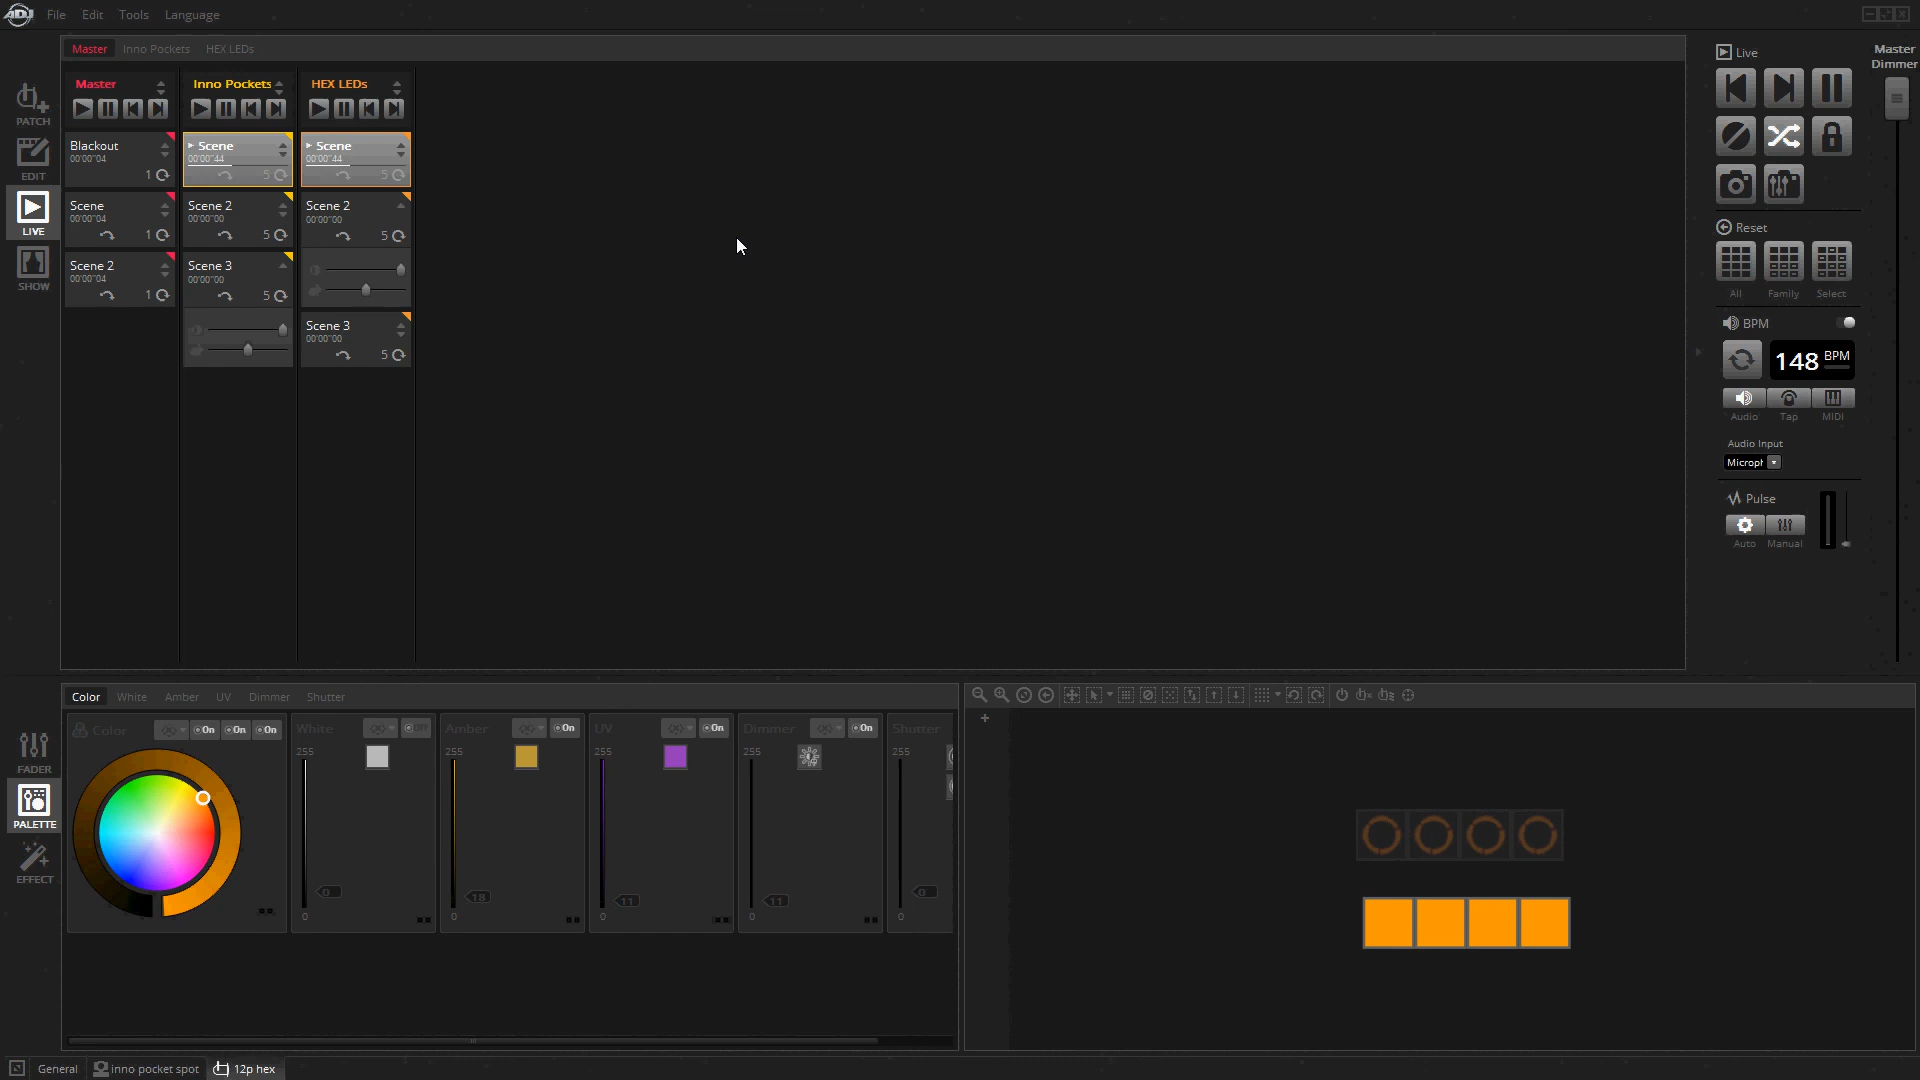 ADJ File Edit Tools Language
Master Inno Pockets HEX LEDs
Master Inno Pockets HEX LEDs
Blackout Scene Scene
00'00"04 00'00"44 00'00"44
1 5 5
Scene Scene 2 Scene 2
00'00"04 00'00"00 00'00"00
1 5 5
Scene 2 Scene 3
00'00"04 00'00"00
1 5
Scene 3
00'00"00
5
PATCH
EDIT
LIVE
SHOW
Live
Master
Dimmer
Reset
All Family Select
BPM
148 BPM
Audio Tap MIDI
Audio Input
Microph
Pulse
Auto Manual
Color White Amber UV Dimmer Shutter
Color On On On White Amber On UV On Dimmer On Shutter
255 255 255 255
0 18 11 11 0
0 0 0 0 0
FADER
PALETTE
EFFECT
General inno pocket spot 12p hex